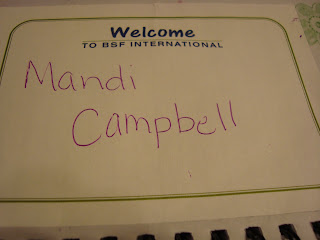 Welcome
TO BSF INTERNATIONAL
Mandi
Campbell